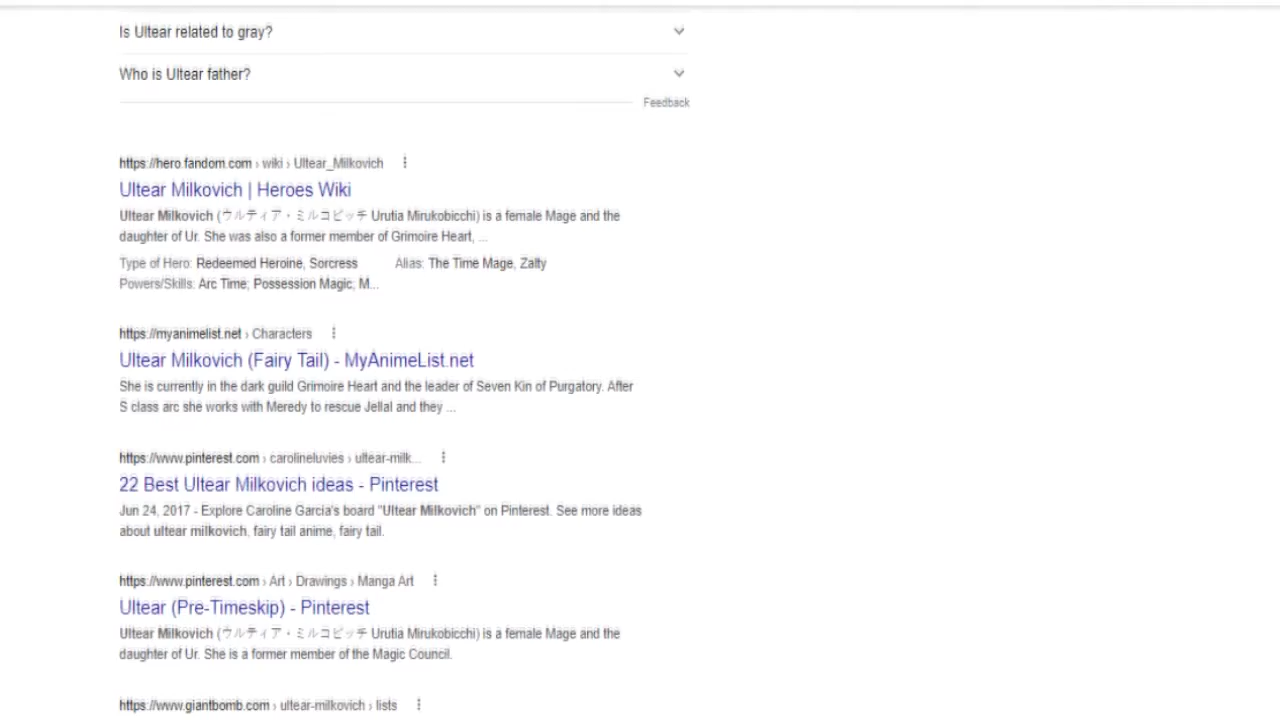 Is Ultear related to gray?
Who is Ultear father?
Feedback
https://hero.fandom.com › wiki › Ultear_Milkovich
Ultear Milkovich | Heroes Wiki
Ultear Milkovich (ウルティア・ミルコビッチ Urutia Mirukobicchi) is a female Mage and the
daughter of Ur. She was also a former member of Grimoire Heart, ...
Type of Hero: Redeemed Heroine, Sorcress Alias: The Time Mage, Zalty
Powers/Skills: Arc Time; Possession Magic, M...
https://myanimelist.net › Characters
Ultear Milkovich (Fairy Tail) - MyAnimeList.net
She is currently in the dark guild Grimoire Heart and the leader of Seven Kin of Purgatory. After
S class arc she works with Meredy to rescue Jellal and they ...
https://www.pinterest.com › carolineluvies › ultear-milk...
22 Best Ultear Milkovich ideas - Pinterest
Jun 24, 2017 - Explore Caroline Garcia's board "Ultear Milkovich" on Pinterest. See more ideas
about ultear milkovich, fairy tail anime, fairy tail.
https://www.pinterest.com › Art › Drawings › Manga Art
Ultear (Pre-Timeskip) - Pinterest
Ultear Milkovich (ウルティア・ミルコビッチ Urutia Mirukobicchi) is a female Mage and the
daughter of Ur. She is a former member of the Magic Council.
https://www.giantbomb.com › ultear-milkovich › lists